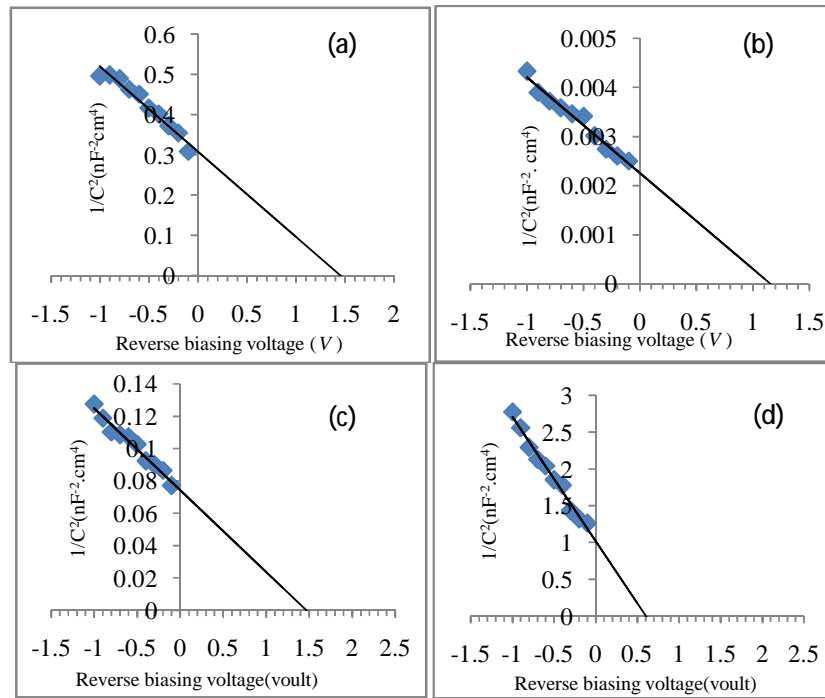 (a)
0.6
0.5
0.4
0.3
0.2
0.1
0
1/C²(nF⁻²cm⁴)
-1.5 -1 -0.5 0 0.5 1 1.5 2
Reverse biasing voltage (V)
(b)
0.005
0.004
0.003
0.002
0.001
0
1/C²(nF⁻². cm⁴)
-1.5 -1 -0.5 0 0.5 1 1.5
Reverse biasing voltage (V)
(c)
0.14
0.12
0.1
0.08
0.06
0.04
0.02
0
1/C²(nF⁻².cm⁴)
-1.5 -1 -0.5 0 0.5 1 1.5 2 2.5
Reverse biasing voltage(voult)
(d)
3
2.5
2
1.5
1
0.5
0
1/C²(nF⁻².cm⁴)
-1.5 -1 -0.5 0 0.5 1 1.5 2 2.5
Reverse biasing voltage(voult)